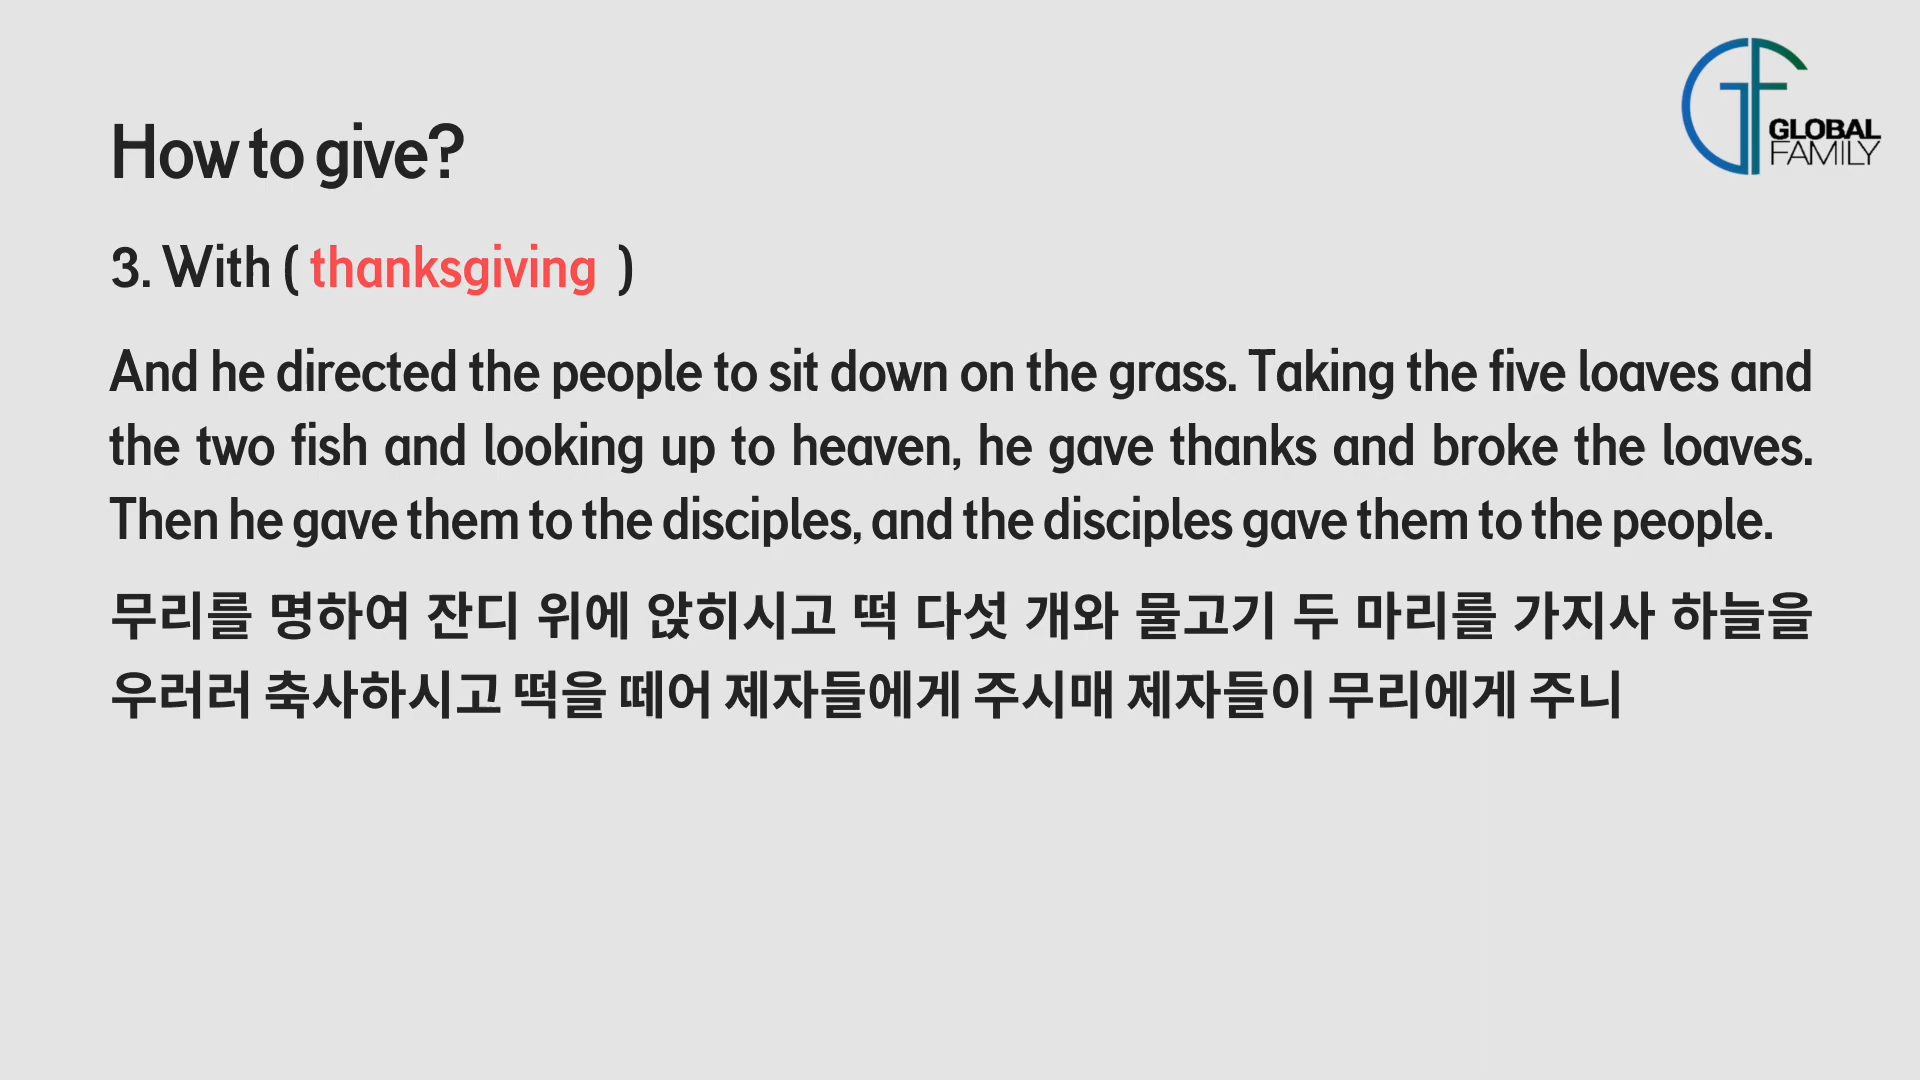 GLOBAL
FAMILY
How to give?
3. With ( thanksgiving )
And he directed the people to sit down on the grass. Taking the five loaves and
the two fish and looking up to heaven, he gave thanks and broke the loaves.
Then he gave them to the disciples, and the disciples gave them to the people.
무리를 명하여 잔디 위에 앉히시고 떡 다섯 개와 물고기 두 마리를 가지사 하늘을
우러러 축사하시고 떡을 떼어 제자들에게 주시매 제자들이 무리에게 주니